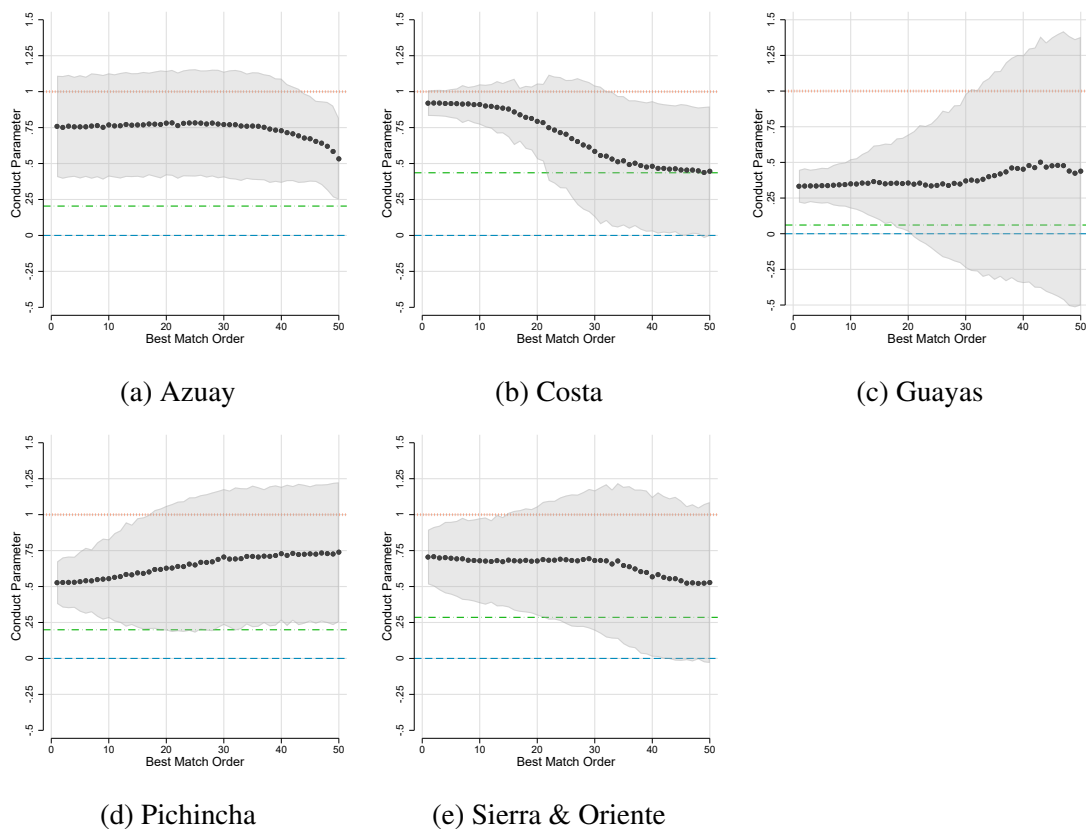 1.5
1.25
1
.75
.5
.25
0
-.25
-.5
Conduct Parameter
0 10 20 30 40 50
Best Match Order
(a) Azuay
1.5
1.25
1
.75
.5
.25
0
-.25
-.5
Conduct Parameter
0 10 20 30 40 50
Best Match Order
(b) Costa
1.5
1.25
1
.75
.5
.25
0
-.25
-.5
Conduct Parameter
0 10 20 30 40 50
Best Match Order
(c) Guayas
1.5
1.25
1
.75
.5
.25
0
-.25
-.5
Conduct Parameter
0 10 20 30 40 50
Best Match Order
(d) Pichincha
1.5
1.25
1
.75
.5
.25
0
-.25
-.5
Conduct Parameter
0 10 20 30 40 50
Best Match Order
(e) Sierra & Oriente